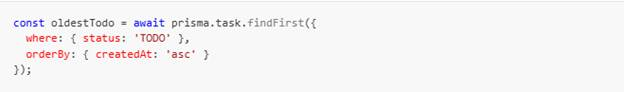 const oldestTodo = await prisma.task.findFirst({
  where: { status: 'TODO' },
  orderBy: { createdAt: 'asc' }
});